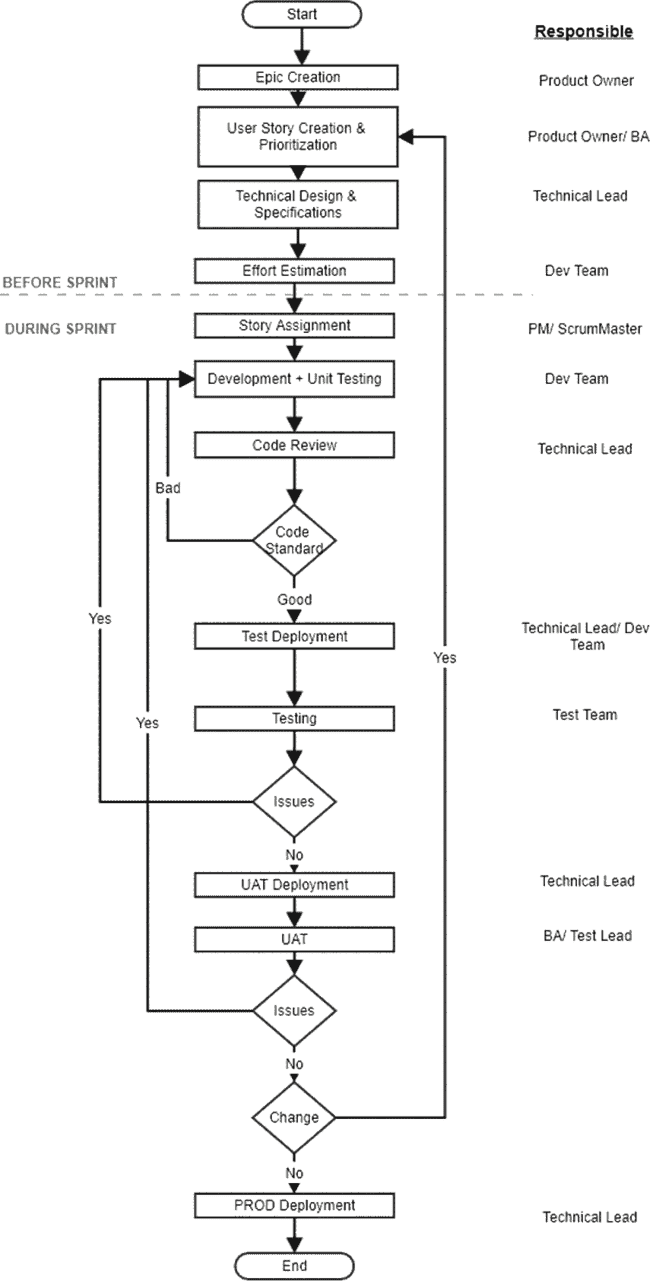 Start
Responsible
Epic Creation
Product Owner
User Story Creation &
Prioritization
Product Owner/ BA
Technical Design &
Specifications
Technical Lead
Effort Estimation
Dev Team
BEFORE SPRINT
DURING SPRINT
Story Assignment
PM/ ScrumMaster
Development + Unit Testing
Dev Team
Code Review
Technical Lead
Bad
Code
Standard
Good
Yes
Test Deployment
Technical Lead/ Dev
Team
Yes
Testing
Test Team
Yes
Issues
No
UAT Deployment
Technical Lead
UAT
BA/ Test Lead
Issues
No
Change
No
PROD Deployment
Technical Lead
End